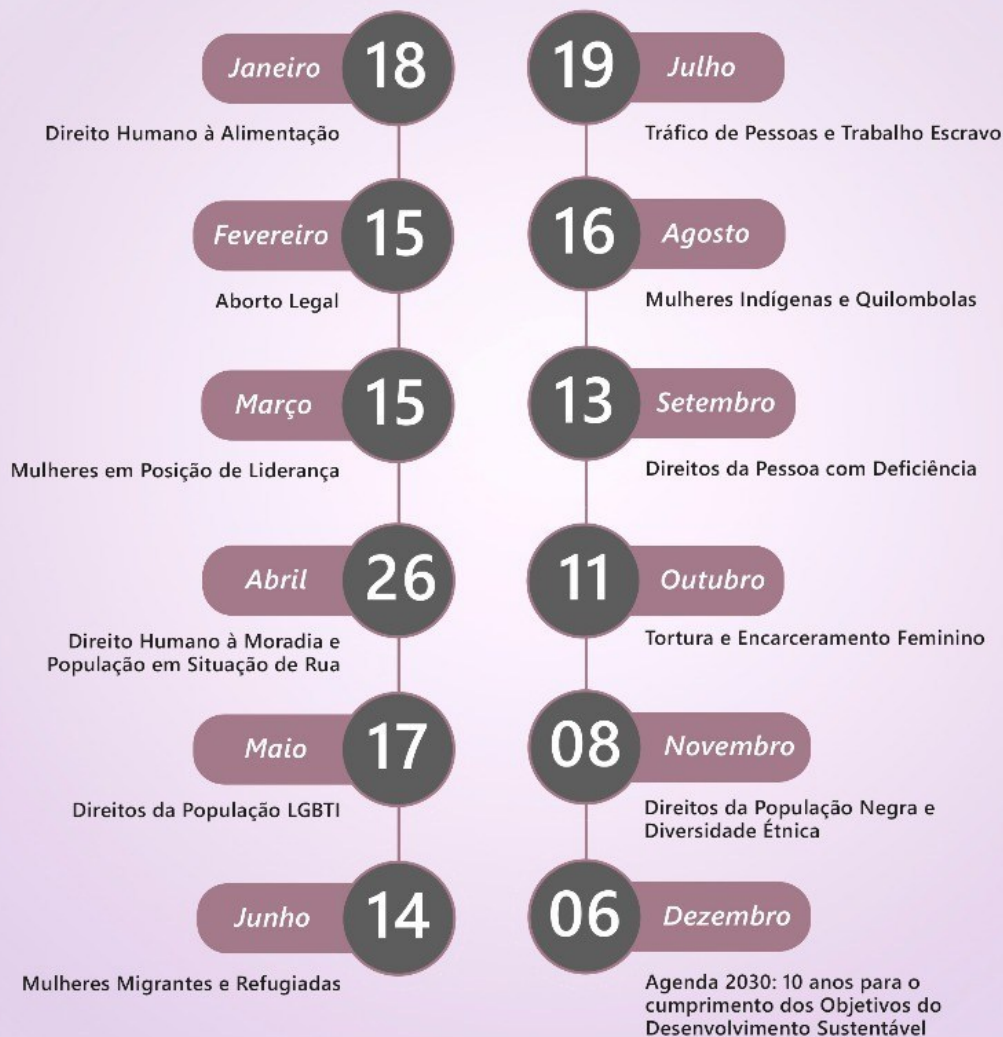 Janeiro 18
Direito Humano à Alimentação
Fevereiro 15
Aborto Legal
Março 15
Mulheres em Posição de Liderança
Abril 26
Direito Humano à Moradia e
População em Situação de Rua
Maio 17
Direitos da População LGBTI
Junho 14
Mulheres Migrantes e Refugiadas
19 Julho
Tráfico de Pessoas e Trabalho Escravo
16 Agosto
Mulheres Indígenas e Quilombolas
13 Setembro
Direitos da Pessoa com Deficiência
11 Outubro
Tortura e Encarceramento Feminino
08 Novembro
Direitos da População Negra e
Diversidade Étnica
06 Dezembro
Agenda 2030: 10 anos para o
cumprimento dos Objetivos do
Desenvolvimento Sustentável